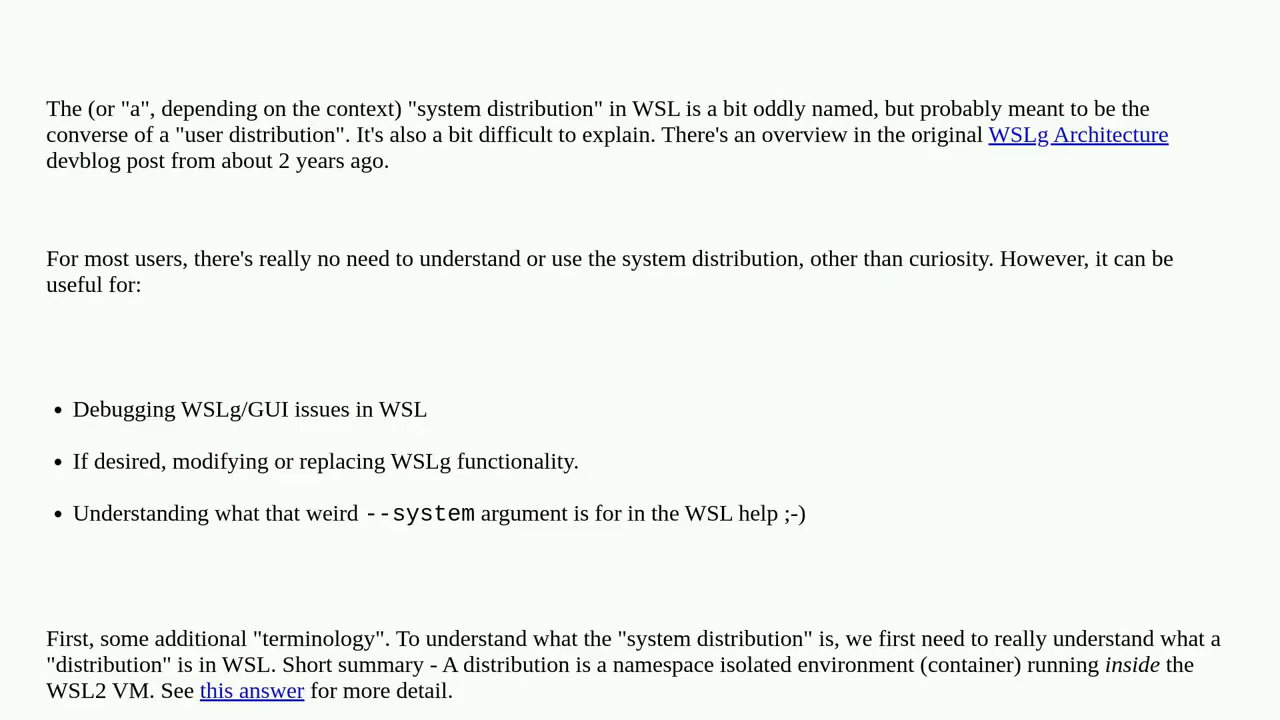 The (or "a", depending on the context) "system distribution" in WSL is a bit oddly named, but probably meant to be the
converse of a "user distribution". It's also a bit difficult to explain. There's an overview in the original WSLg Architecture
devblog post from about 2 years ago.
For most users, there's really no need to understand or use the system distribution, other than curiosity. However, it can be
useful for:
• Debugging WSLg/GUI issues in WSL
• If desired, modifying or replacing WSLg functionality.
• Understanding what that weird --system argument is for in the WSL help ;-)
First, some additional "terminology". To understand what the "system distribution" is, we first need to really understand what a
"distribution" is in WSL. Short summary - A distribution is a namespace isolated environment (container) running inside the
WSL2 VM. See this answer for more detail.